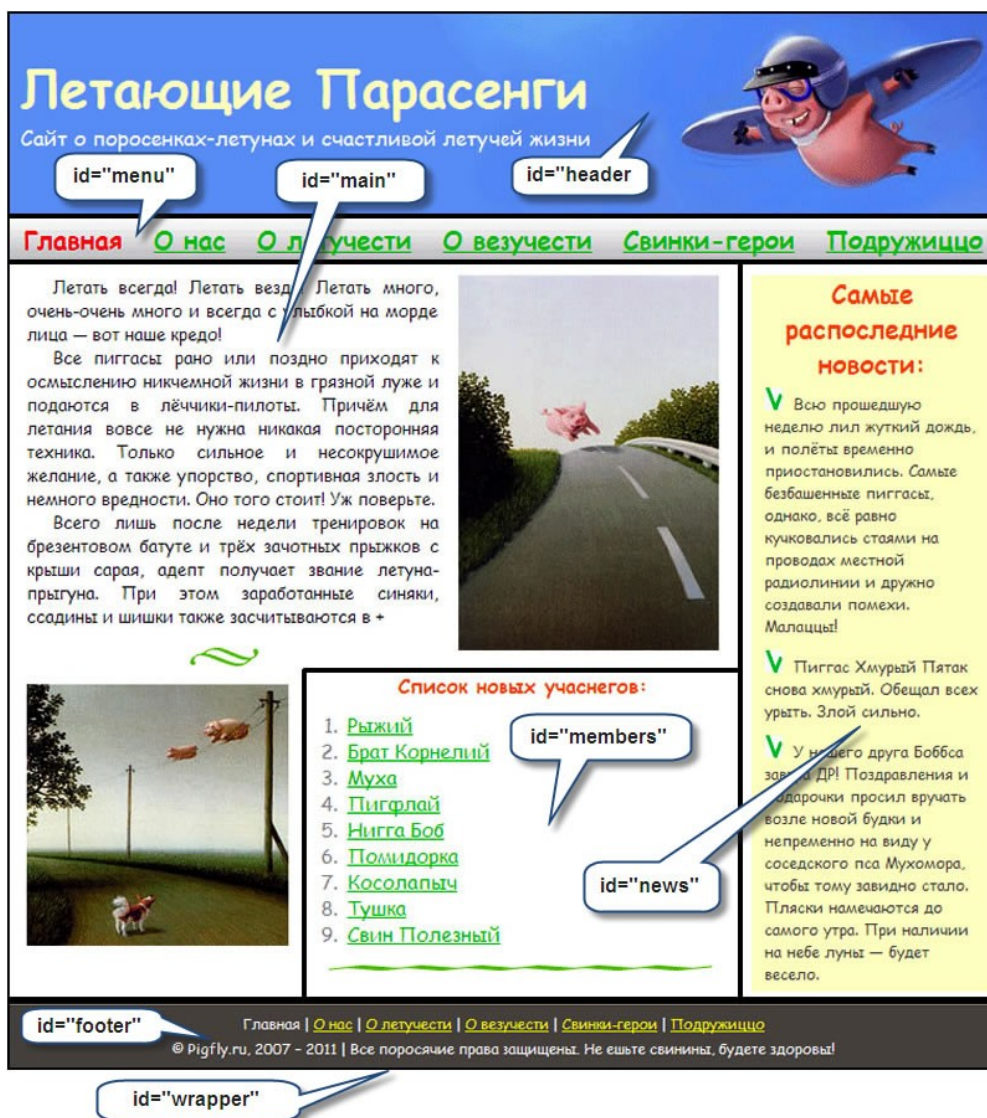 Летающие Парасенги
Сайт о поросенках-летунах и счастливой летучей жизни
id="menu"
id="main"
id="header
Главная О нас О летучести О везучести Свинки-герои Подружиццо
Летать всегда! Летать везде! Летать много,
очень-очень много и всегда с улыбкой на морде
лица — вот наше кредо!
Все пиггасы рано или поздно приходят к
осмыслению никчемной жизни в грязной луже и
подаются в лёччики-пилоты. Причём для
летания вовсе не нужна никакая посторонняя
техника. Только сильное и несокрушимое
желание, а также упорство, спортивная злость и
немного вредности. Оно того стоит! Уж поверьте.
Всего лишь после недели тренировок на
брезентовом батуте и трёх зачотных прыжков с
крыши сарая, адепт получает звание летуна-
прыгуна. При этом заработанные синяки,
ссадины и шишки также засчитываются в +
Список новых учаснегов:
1. Рыжий
2. Брат Корнелий
3. Муха
4. Пигфлай
5. Нигга Боб
6. Помидорка
7. Косолапыч
8. Тушка
9. Свин Полезный
id="members"
Самые
распоследние
новости:
Всю прошедшую
неделю лил жуткий дождь,
и полёты временно
приостановились. Самые
безбашенные пиггасы,
однако, всё равно
кучковались стаями на
проводах местной
радиолинии и дружно
создавали помехи.
Малаццы!
Пиггас Хмурый Пятак
снова хмурый. Обещал всех
урыть. Злой сильно.
У нашего друга Боббса
завтра ДР! Поздравления и
подарочки просил вручать
возле новой будки и
непременно на виду у
соседского пса Мухомора,
чтобы тому завидно стало.
Пляски намечаются до
самого утра. При наличии
на небе луны — будет
весело.
id="news"
id="footer"
Главная | О нас | О летучести | О везучести | Свинки-герои | Подружиццо
© Pigfly.ru, 2007 – 2011 | Все поросячие права защищены. Не ешьте свинины, будете здоровы!
id="wrapper"